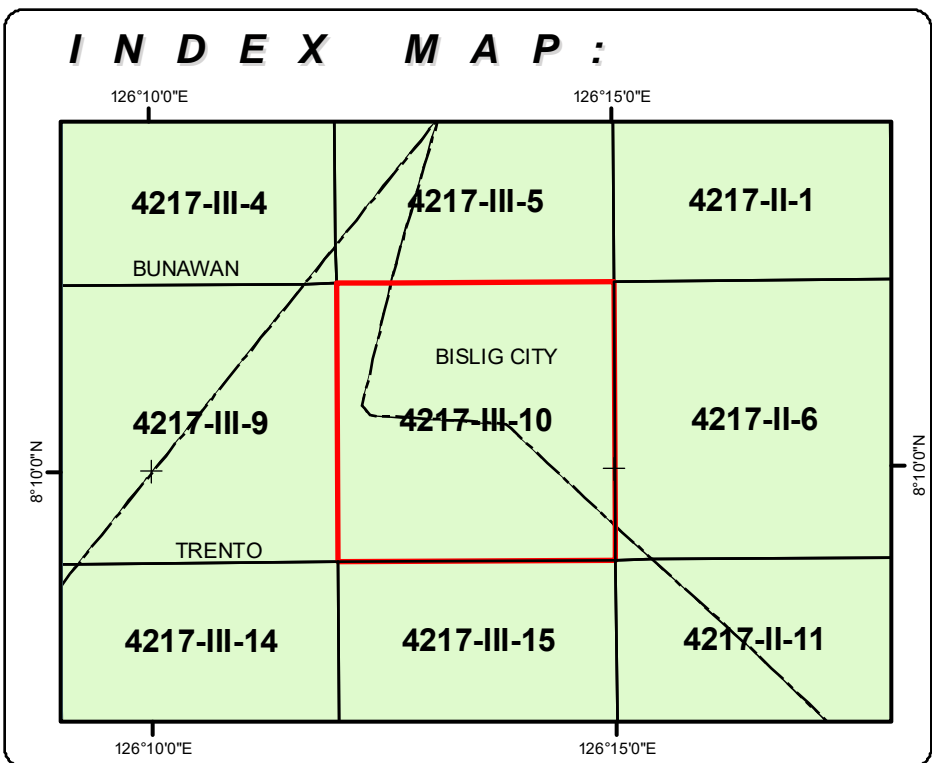 INDEX MAP:
126°10'0"E 126°15'0"E
4217-III-4 4217-III-5 4217-II-1
BUNAWAN
BISLIG CITY
4217-III-9 4217-III-10 4217-II-6
8°10'0"N 8°10'0"N
TRENTO
4217-III-14 4217-III-15 4217-II-11
126°10'0"E 126°15'0"E